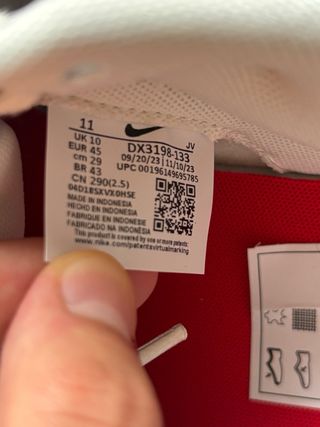 11
JV
UK 10
DX3198-133
EUR 45
09/20/23 | 11/10/23
cm 29
UPC 00196149695785
BR 43
CN 290(2.5)
04D1BSXVX0HSE
MADE IN INDONESIA
HECHO EN INDONESIA
FABRIQUE EN INDONESIE
FABRICADO NA INDONÉSIA
This product is covered by one or more patents:
www.nike.com/patentsvirtualmarking